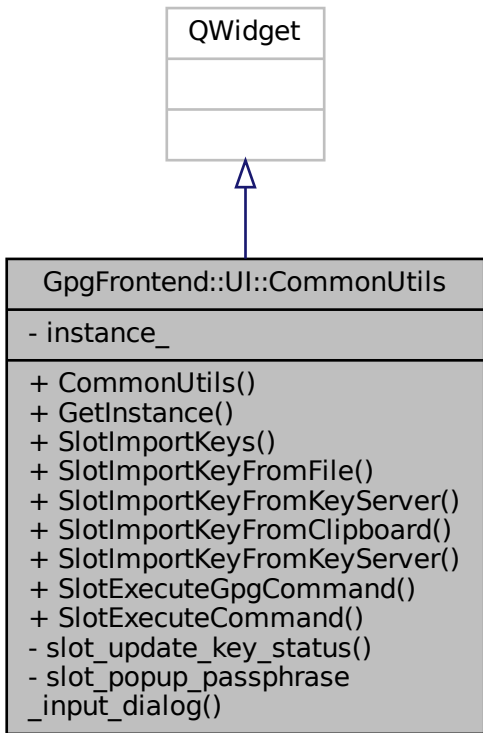 QWidget
GpgFrontend::UI::CommonUtils
- instance_
+ CommonUtils()
+ GetInstance()
+ SlotImportKeys()
+ SlotImportKeyFromFile()
+ SlotImportKeyFromKeyServer()
+ SlotImportKeyFromClipboard()
+ SlotImportKeyFromKeyServer()
+ SlotExecuteGpgCommand()
+ SlotExecuteCommand()
- slot_update_key_status()
- slot_popup_passphrase
_input_dialog()